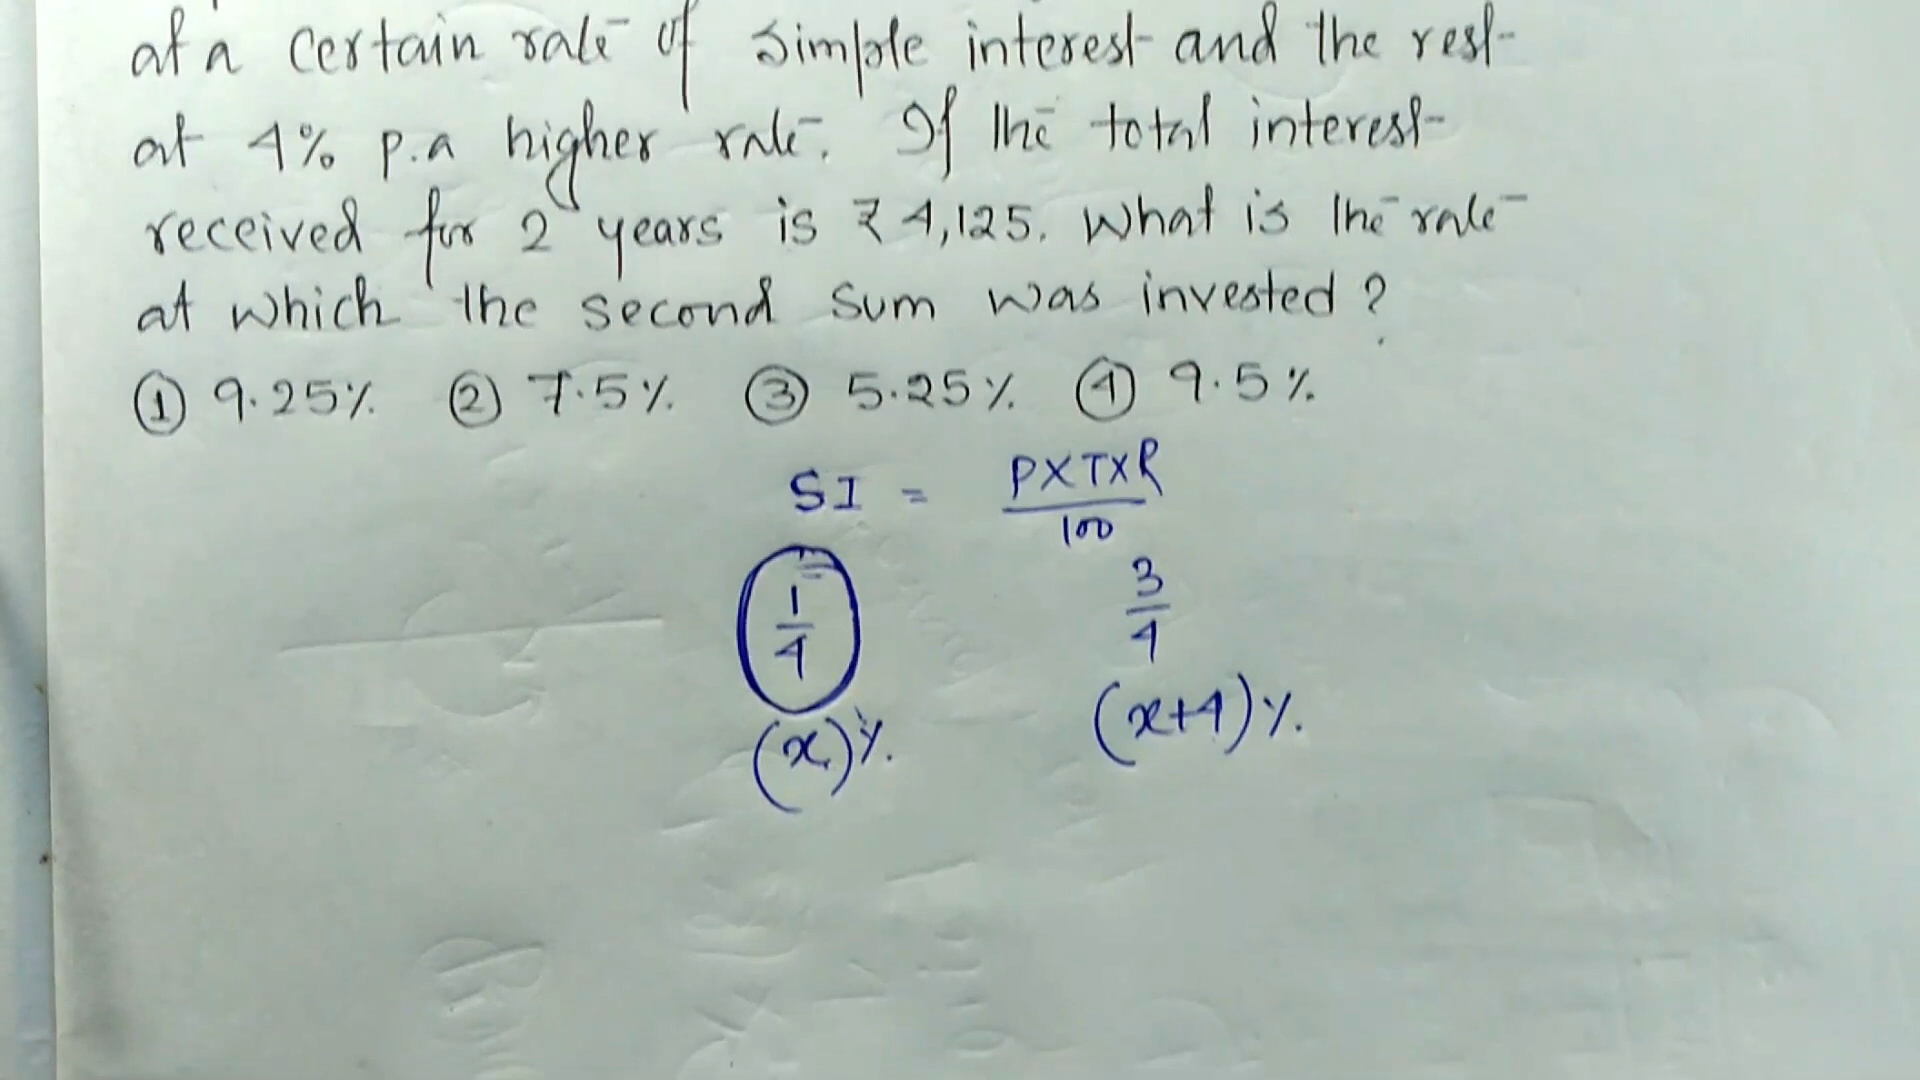 at a certain rate of simple interest and the rest
at 4% p.a higher rate. If the total interest
received for 2 years is ₹4,125. What is the rate
at which the second sum was invested?
① 9.25% ② 7.5% ③ 5.25% ④ 9.5%
SI = P×T×R
100
1/4 3/4
(x)% (x+4)%